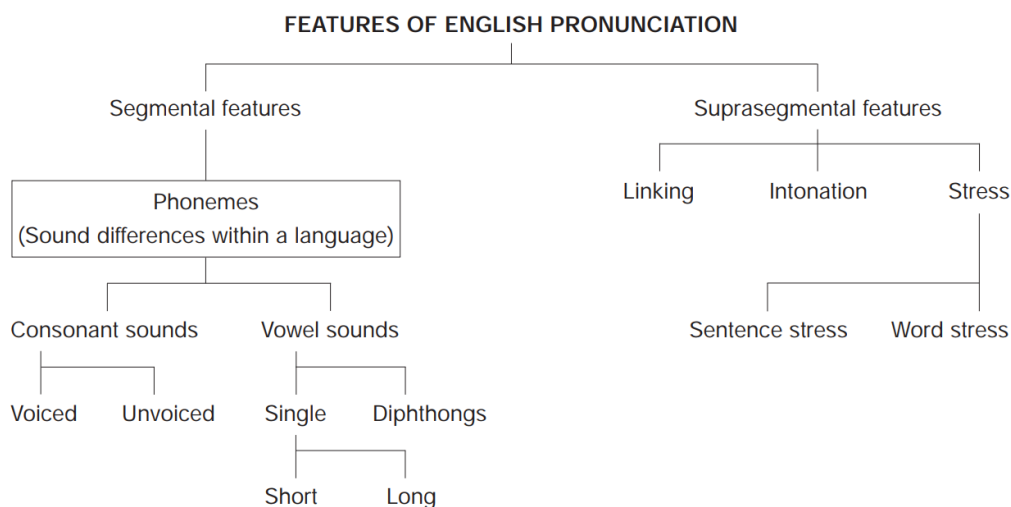 FEATURES OF ENGLISH PRONUNCIATION
Segmental features
Suprasegmental features
Linking
Intonation
Stress
Phonemes
(Sound differences within a language)
Consonant sounds
Vowel sounds
Sentence stress
Word stress
Voiced
Unvoiced
Single
Diphthongs
Short
Long